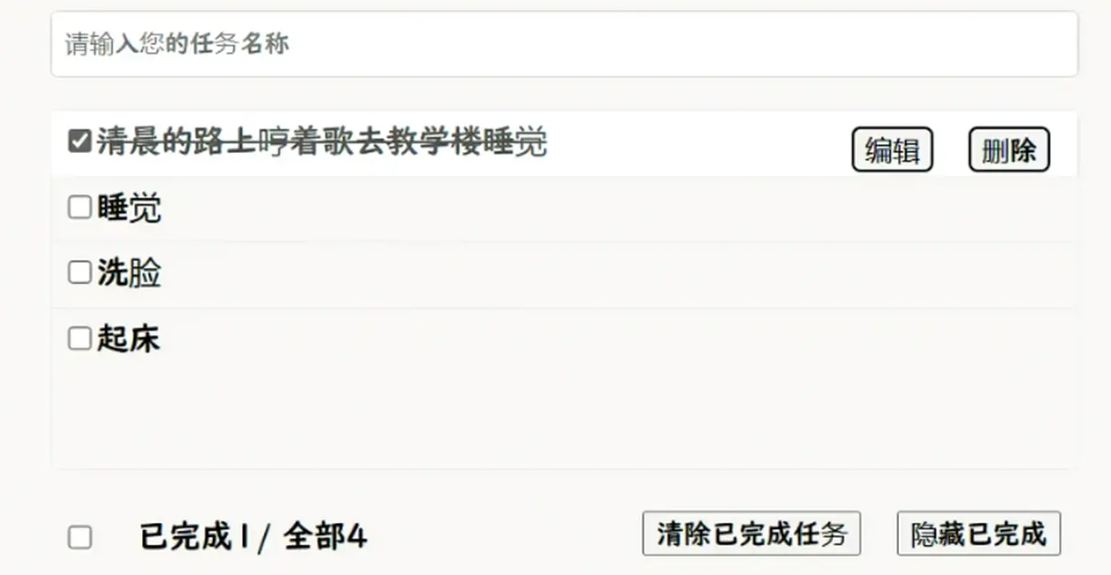 请输入您的任务名称
清晨的路上哼着歌去教学楼睡觉 编辑 删除
睡觉
洗脸
起床
已完成1 / 全部4 清除已完成任务 隐藏已完成